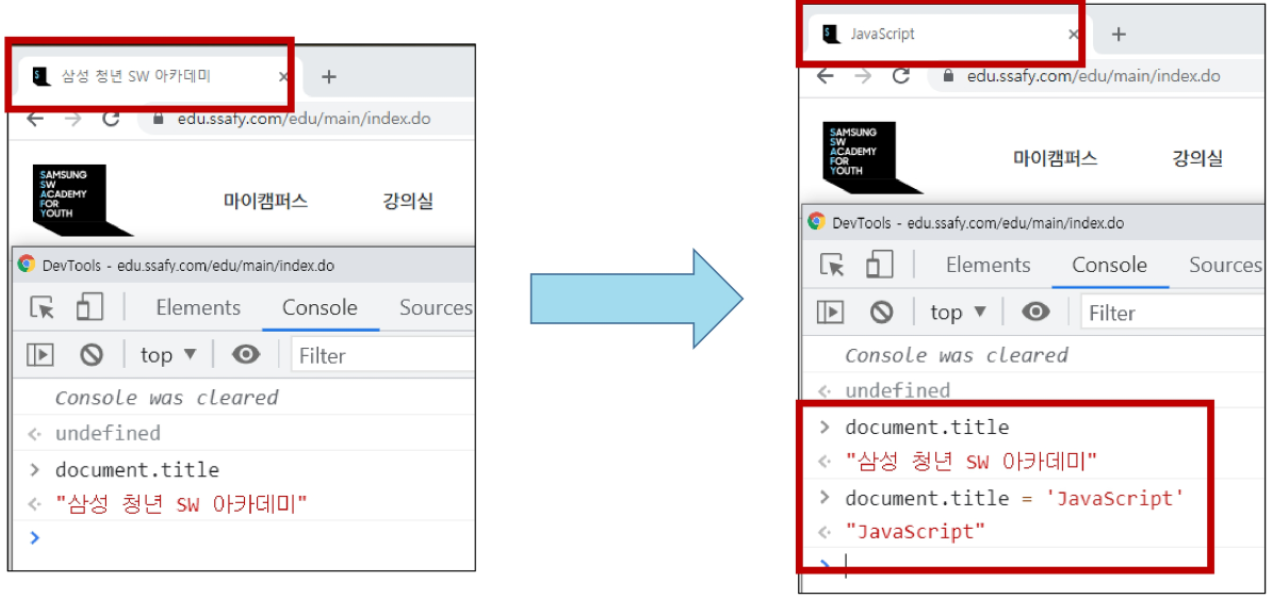 삼성 청년 SW 아카데미 × +
edu.ssafy.com/edu/main/index.do
SAMSUNG
SW
ACADEMY
FOR
YOUTH
마이캠퍼스 강의실
DevTools - edu.ssafy.com/edu/main/index.do
Elements Console Sources
top ▼ Filter
Console was cleared
undefined
> document.title
"삼성 청년 SW 아카데미"
>
JavaScript × +
edu.ssafy.com/edu/main/index.do
SAMSUNG
SW
ACADEMY
FOR
YOUTH
마이캠퍼스 강의실
DevTools - edu.ssafy.com/edu/main/index.do
Elements Console Sources
top ▼ Filter
Console was cleared
undefined
> document.title
"삼성 청년 SW 아카데미"
> document.title = 'JavaScript'
"JavaScript"
>